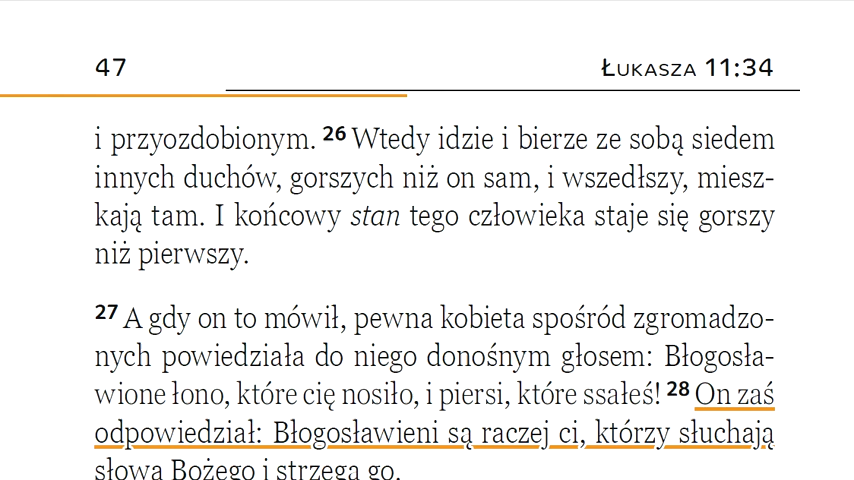 47 Łukasza 11:34
i przyozdobionym. 26 Wtedy idzie i bierze ze sobą siedem
innych duchów, gorszych niż on sam, i wszedłszy, miesz-
kają tam. I końcowy stan tego człowieka staje się gorszy
niż pierwszy.
27 A gdy on to mówił, pewna kobieta spośród zgromadzo-
nych powiedziała do niego donośnym głosem: Błogosła-
wione łono, które cię nosiło, i piersi, które ssałeś! 28 On zaś
odpowiedział: Błogosławieni są raczej ci, którzy słuchają
słowa Bożego i strzegą go.